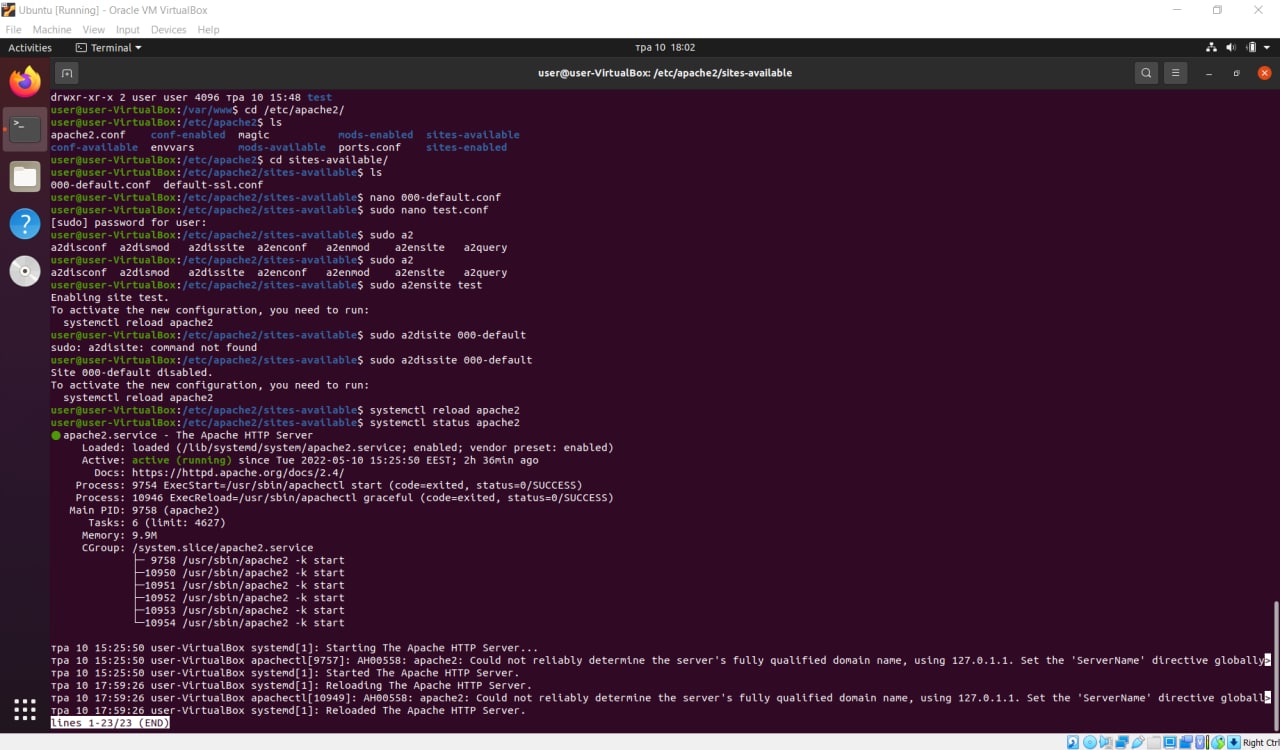 Ubuntu [Running] - Oracle VM VirtualBox
File Machine View Input Devices Help
Activities Terminal тра 10 18:02
user@user-VirtualBox: /etc/apache2/sites-available
drwxr-xr-x 2 user user 4096 тра 10 15:48 test
user@user-VirtualBox:/var/www$ cd /etc/apache2/
user@user-VirtualBox:/etc/apache2$ ls
apache2.conf conf-enabled magic mods-enabled sites-available
conf-available envvars mods-available ports.conf sites-enabled
user@user-VirtualBox:/etc/apache2$ cd sites-available/
user@user-VirtualBox:/etc/apache2/sites-available$ ls
000-default.conf default-ssl.conf
user@user-VirtualBox:/etc/apache2/sites-available$ nano 000-default.conf
user@user-VirtualBox:/etc/apache2/sites-available$ sudo nano test.conf
[sudo] password for user:
user@user-VirtualBox:/etc/apache2/sites-available$ sudo a2
a2disconf a2dismod a2dissite a2enconf a2enmod a2ensite a2query
user@user-VirtualBox:/etc/apache2/sites-available$ sudo a2
a2disconf a2dismod a2dissite a2enconf a2enmod a2ensite a2query
user@user-VirtualBox:/etc/apache2/sites-available$ sudo a2ensite test
Enabling site test.
To activate the new configuration, you need to run:
systemctl reload apache2
user@user-VirtualBox:/etc/apache2/sites-available$ sudo a2disite 000-default
sudo: a2disite: command not found
user@user-VirtualBox:/etc/apache2/sites-available$ sudo a2dissite 000-default
Site 000-default disabled.
To activate the new configuration, you need to run:
systemctl reload apache2
user@user-VirtualBox:/etc/apache2/sites-available$ systemctl reload apache2
user@user-VirtualBox:/etc/apache2/sites-available$ systemctl status apache2
● apache2.service - The Apache HTTP Server
Loaded: loaded (/lib/systemd/system/apache2.service; enabled; vendor preset: enabled)
Active: active (running) since Tue 2022-05-10 15:25:50 EEST; 2h 36min ago
Docs: https://httpd.apache.org/docs/2.4/
Process: 9754 ExecStart=/usr/sbin/apachectl start (code=exited, status=0/SUCCESS)
Process: 10946 ExecReload=/usr/sbin/apachectl graceful (code=exited, status=0/SUCCESS)
Main PID: 9758 (apache2)
Tasks: 6 (limit: 4627)
Memory: 9.9M
CGroup: /system.slice/apache2.service
├─ 9758 /usr/sbin/apache2 -k start
├─10950 /usr/sbin/apache2 -k start
├─10951 /usr/sbin/apache2 -k start
├─10952 /usr/sbin/apache2 -k start
├─10953 /usr/sbin/apache2 -k start
└─10954 /usr/sbin/apache2 -k start
тра 10 15:25:50 user-VirtualBox systemd[1]: Starting The Apache HTTP Server...
тра 10 15:25:50 user-VirtualBox apachectl[9757]: AH00558: apache2: Could not reliably determine the server's fully qualified domain name, using 127.0.1.1. Set the 'ServerName' directive globally>
тра 10 15:25:50 user-VirtualBox systemd[1]: Started The Apache HTTP Server.
тра 10 17:59:26 user-VirtualBox systemd[1]: Reloading The Apache HTTP Server.
тра 10 17:59:26 user-VirtualBox apachectl[10949]: AH00558: apache2: Could not reliably determine the server's fully qualified domain name, using 127.0.1.1. Set the 'ServerName' directive globall>
тра 10 17:59:26 user-VirtualBox systemd[1]: Reloaded The Apache HTTP Server.
lines 1-23/23 (END)
Right Ctrl